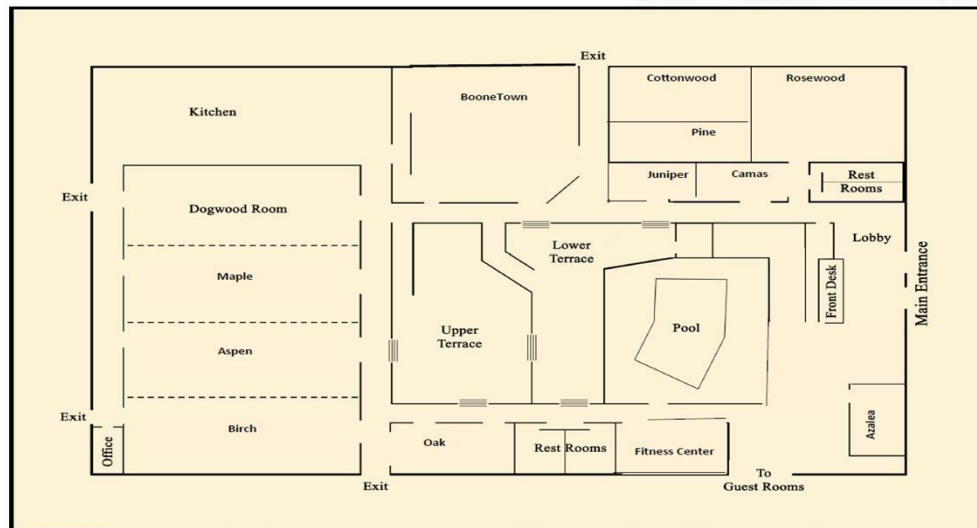 Exit
Cottonwood
Rosewood
BooneTown
Kitchen
Pine
Juniper
Camas
Rest
Rooms
Exit
Dogwood Room
Lobby
Lower
Terrace
Maple
Front Desk
Main Entrance
Upper
Terrace
Pool
Aspen
Exit
Birch
Office
Oak
Rest Rooms
Fitness Center
Azalea
To
Guest Rooms
Exit